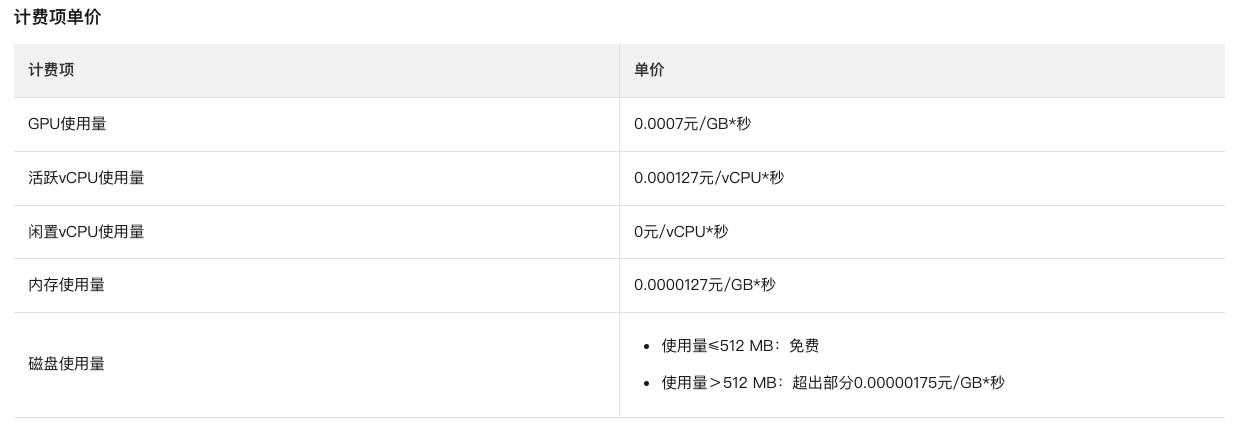 计费项单价
计费项 单价
GPU使用量 0.0007元/GB*秒
活跃vCPU使用量 0.000127元/vCPU*秒
闲置vCPU使用量 0元/vCPU*秒
内存使用量 0.0000127元/GB*秒
磁盘使用量
• 使用量≤512 MB：免费
• 使用量＞512 MB：超出部分0.00000175元/GB*秒